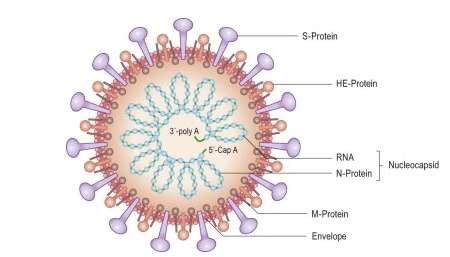 S-Protein
HE-Protein
3´-poly A
5´-Cap A
RNA
N-Protein
Nucleocapsid
M-Protein
Envelope